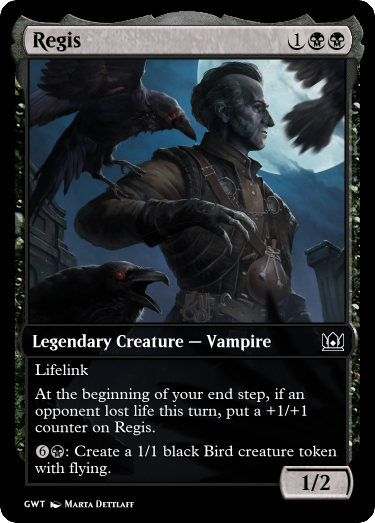 Regis 1
Legendary Creature — Vampire
Lifelink
At the beginning of your end step, if an
opponent lost life this turn, put a +1/+1
counter on Regis.
6: Create a 1/1 black Bird creature token
with flying.
1/2
GWT Marta Dettlaff